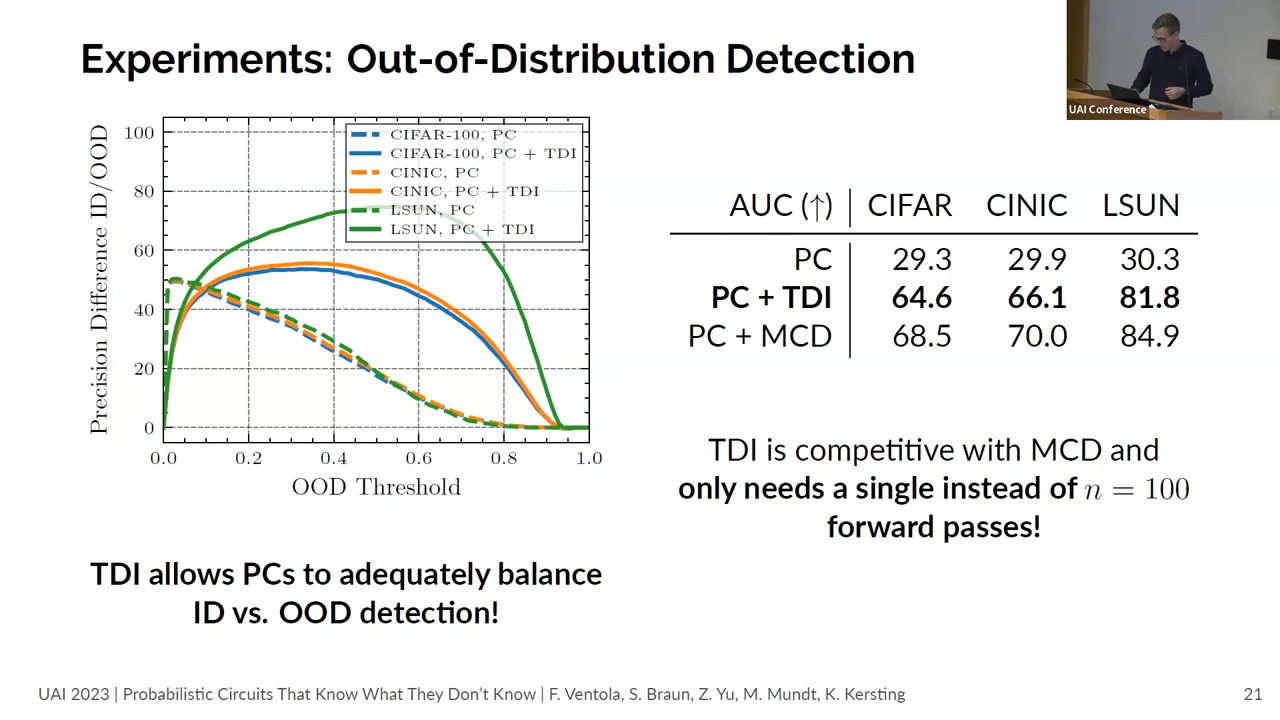 Experiments: Out-of-Distribution Detection
UAI Conference
Precision Difference ID/OOD
100
80
60
40
20
0
CIFAR-100, PC
CIFAR-100, PC + TDI
CINIC, PC
CINIC, PC + TDI
LSUN, PC
LSUN, PC + TDI
0.0 0.2 0.4 0.6 0.8 1.0
OOD Threshold
TDI allows PCs to adequately balance
ID vs. OOD detection!
AUC (↑) CIFAR CINIC LSUN
PC 29.3 29.9 30.3
PC + TDI 64.6 66.1 81.8
PC + MCD 68.5 70.0 84.9
TDI is competitive with MCD and
only needs a single instead of n = 100
forward passes!
UAI 2023 | Probabilistic Circuits That Know What They Don't Know | F. Ventola, S. Braun, Z. Yu, M. Mundt, K. Kersting
21